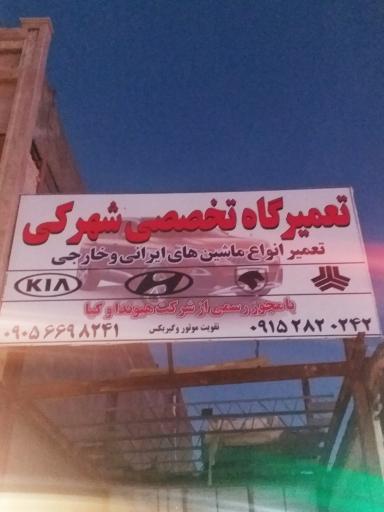 تعمیرگاه تخصصی شهرکی
تعمیر انواع ماشین های ایرانی و خارجی
KIA
با مجوز رسمی از شرکت هیوندا و کیا
۰۹۰۵۶۶۹۸۲۴۱ تقویت موتور و گیربکس ۰۹۱۵۲۸۲۰۲۴۲